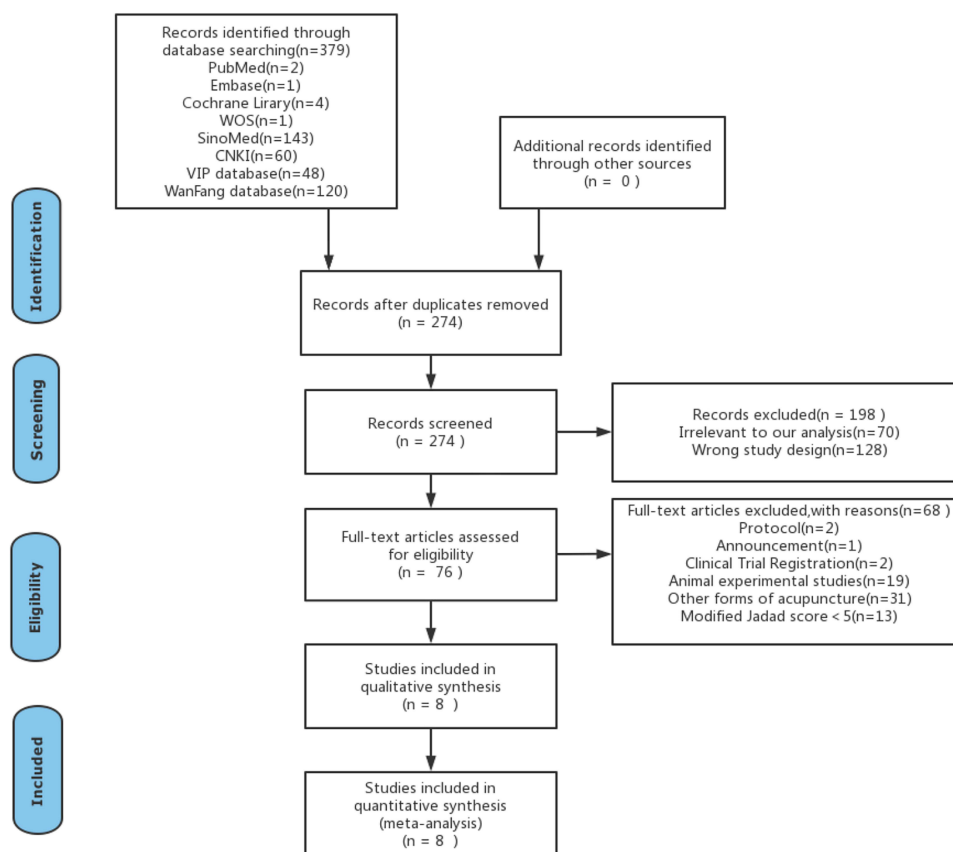 Records identified through
database searching(n=379)
PubMed(n=2)
Embase(n=1)
Cochrane Lirary(n=4)
WOS(n=1)
SinoMed(n=143)
CNKI(n=60)
VIP database(n=48)
WanFang database(n=120)
Additional records identified
through other sources
(n =  0 )
Identification
Records after duplicates removed
(n = 274)
Screening
Records screened
(n = 274 )
Records excluded(n = 198 )
Irrelevant to our analysis(n=70)
Wrong study design(n=128)
Eligibility
Full-text articles assessed
for eligibility
(n =  76 )
Full-text articles excluded,with reasons(n=68 )
Protocol(n=2)
Announcement(n=1)
Clinical Trial Registration(n=2)
Animal experimental studies(n=19)
Other forms of acupuncture(n=31)
Modified Jadad score < 5(n=13)
Studies included in
qualitative synthesis
(n = 8  )
Included
Studies included in
quantitative synthesis
(meta-analysis)
(n = 8  )